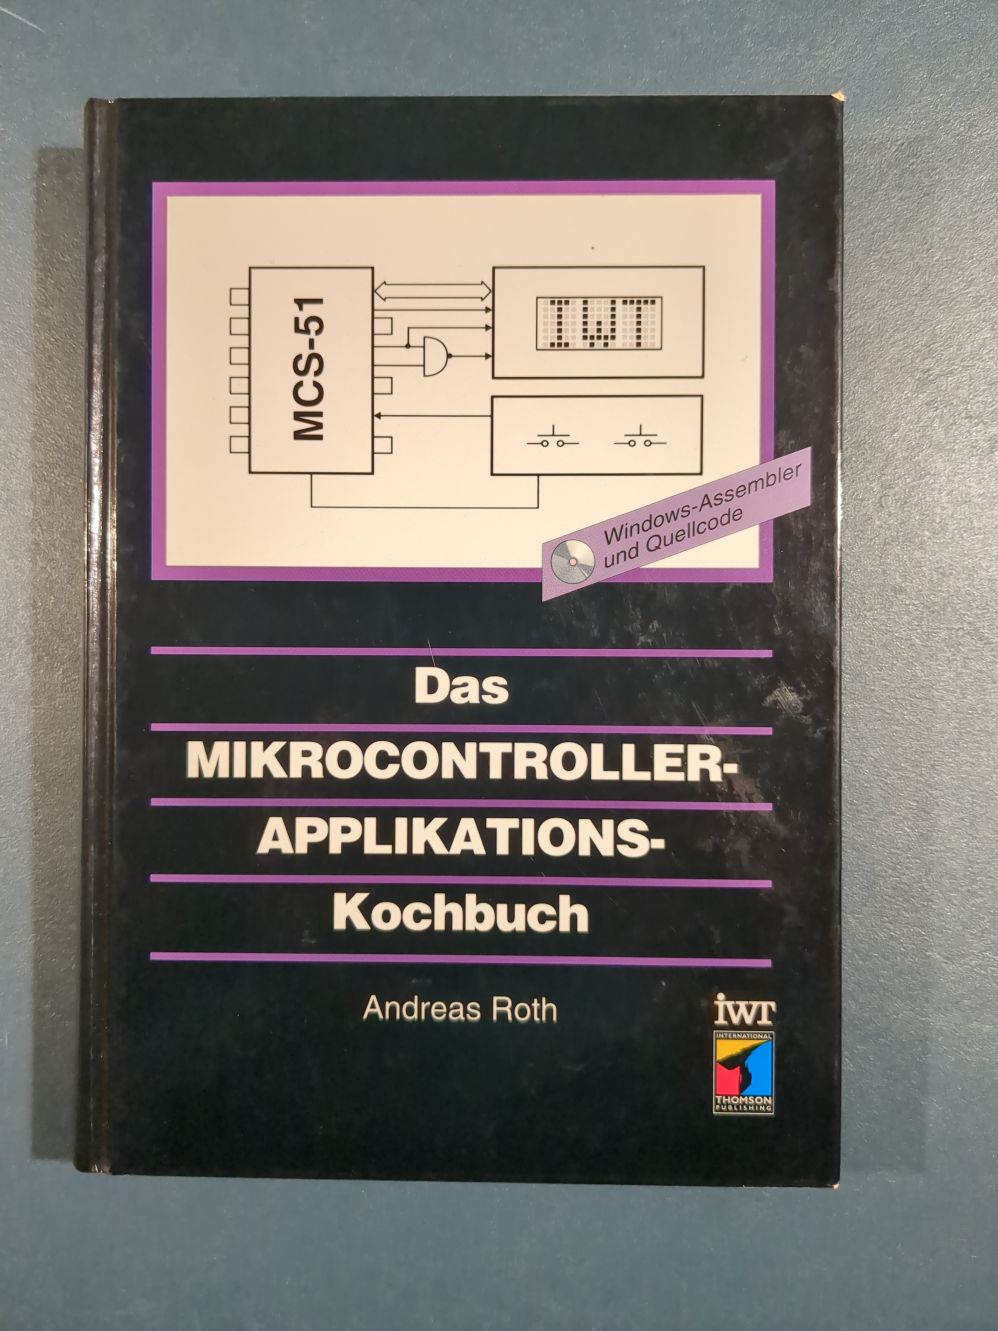 MCS-51
IWT
Windows-Assembler
und Quellcode
Das
MIKROCONTROLLER-
APPLIKATIONS-
Kochbuch
Andreas Roth
iWT
INTERNATIONAL
THOMSON
PUBLISHING